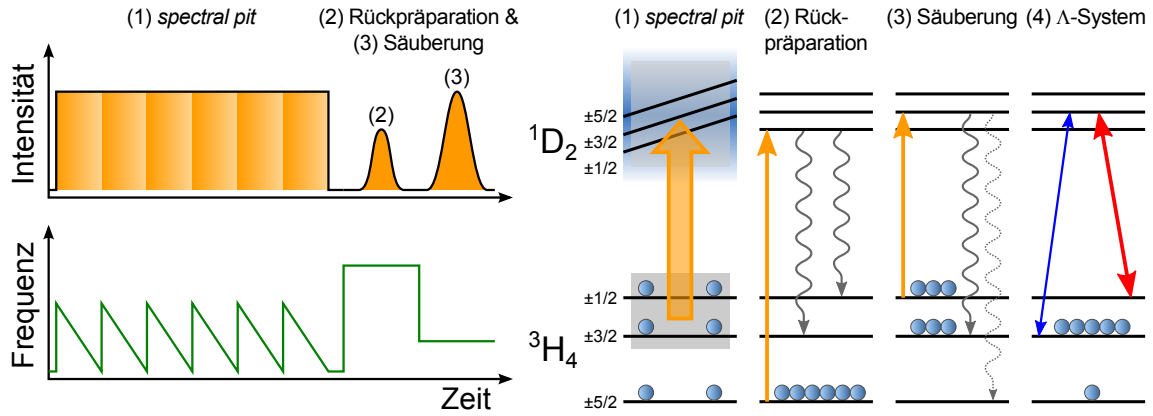 (1) spectral pit
(2) Rückpräparation &
(3) Säuberung
Intensität
(2)
(3)
Frequenz
Zeit
(1) spectral pit
(2) Rück-
präparation
(3) Säuberung
(4) Λ-System
±5/2
±3/2
±1/2
¹D₂
±1/2
±3/2
±5/2
³H₄